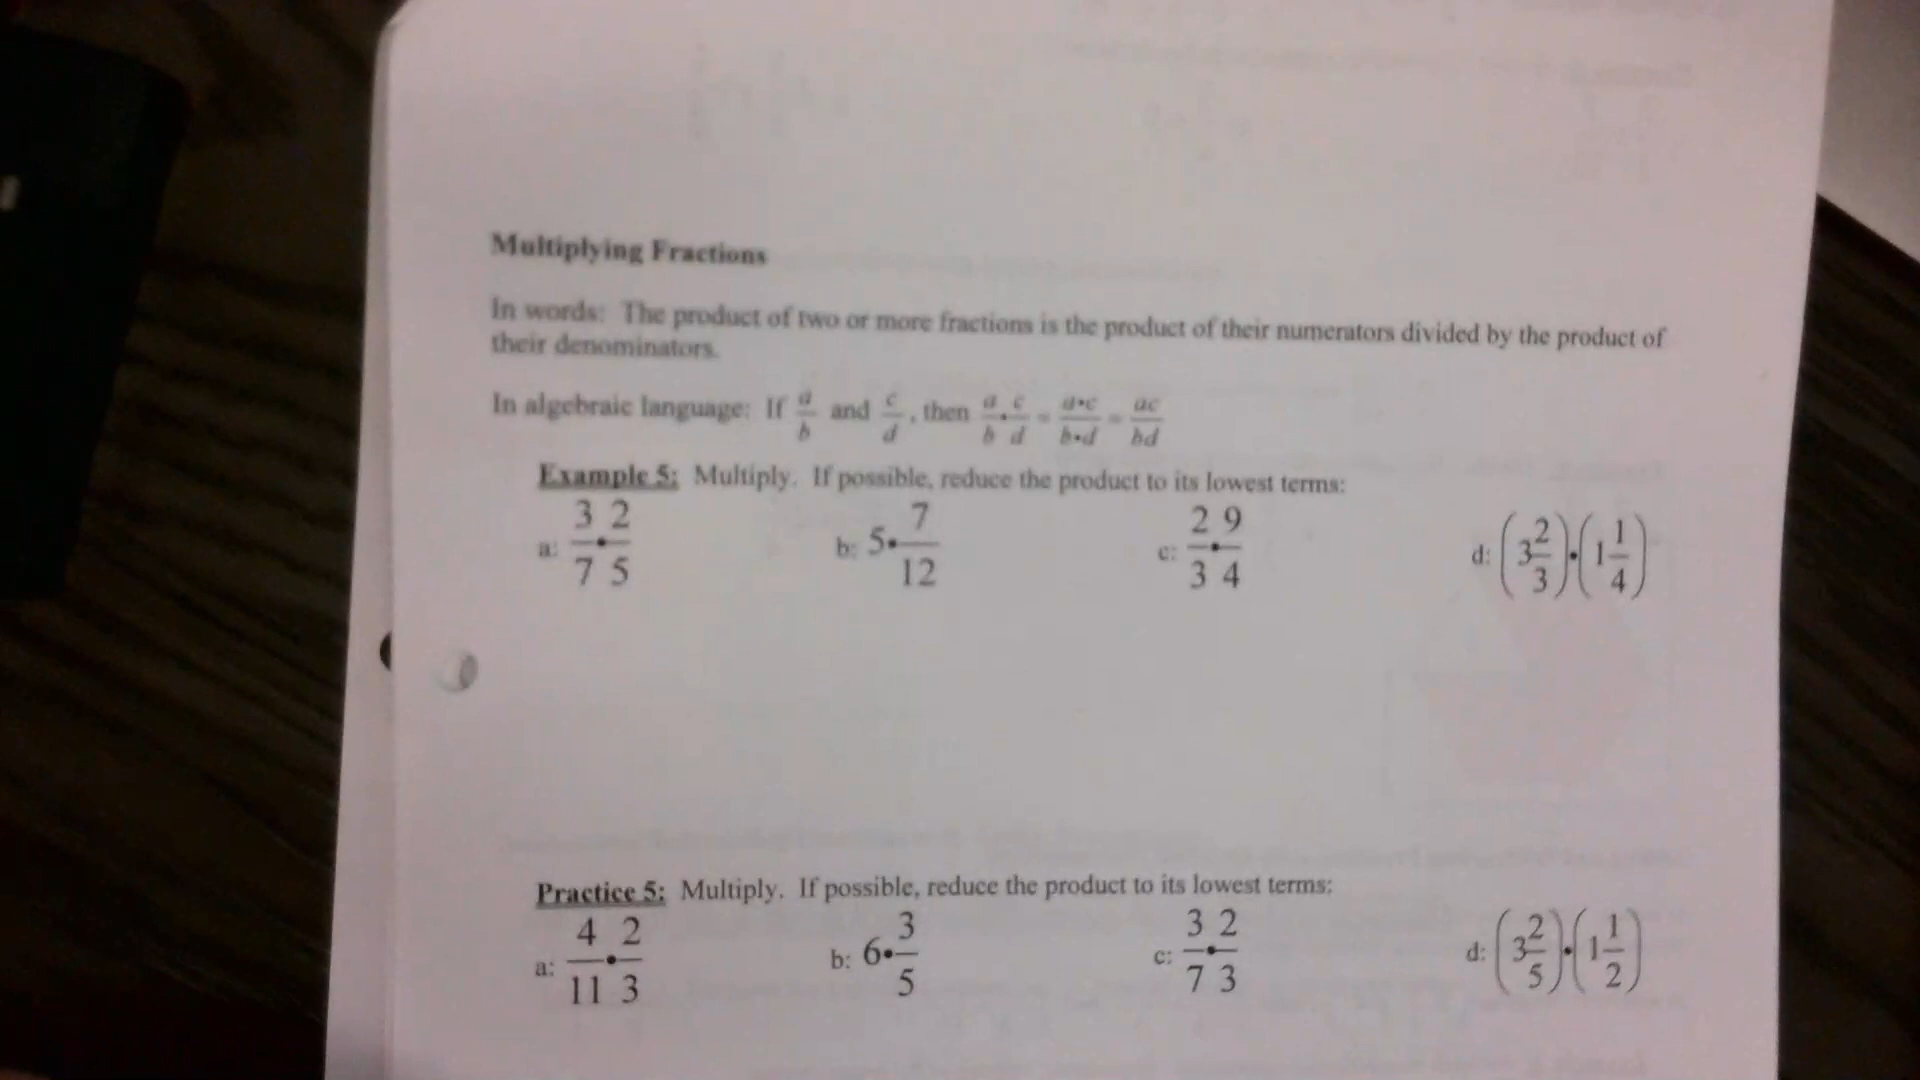 Multiplying Fractions
In words: The product of two or more fractions is the product of their numerators divided by the product of
their denominators.
In algebraic language: If a/b and c/d, then a/b • c/d = a•c/b•d = ac/bd
Example 5: Multiply. If possible, reduce the product to its lowest terms:
a: 3/7 • 2/5 b: 5 • 7/12 c: 2/3 • 9/4 d: (3 2/3) • (1 1/4)
Practice 5: Multiply. If possible, reduce the product to its lowest terms:
a: 4/11 • 2/3 b: 6 • 3/5 c: 3/7 • 2/3 d: (3 2/5) • (1 1/2)